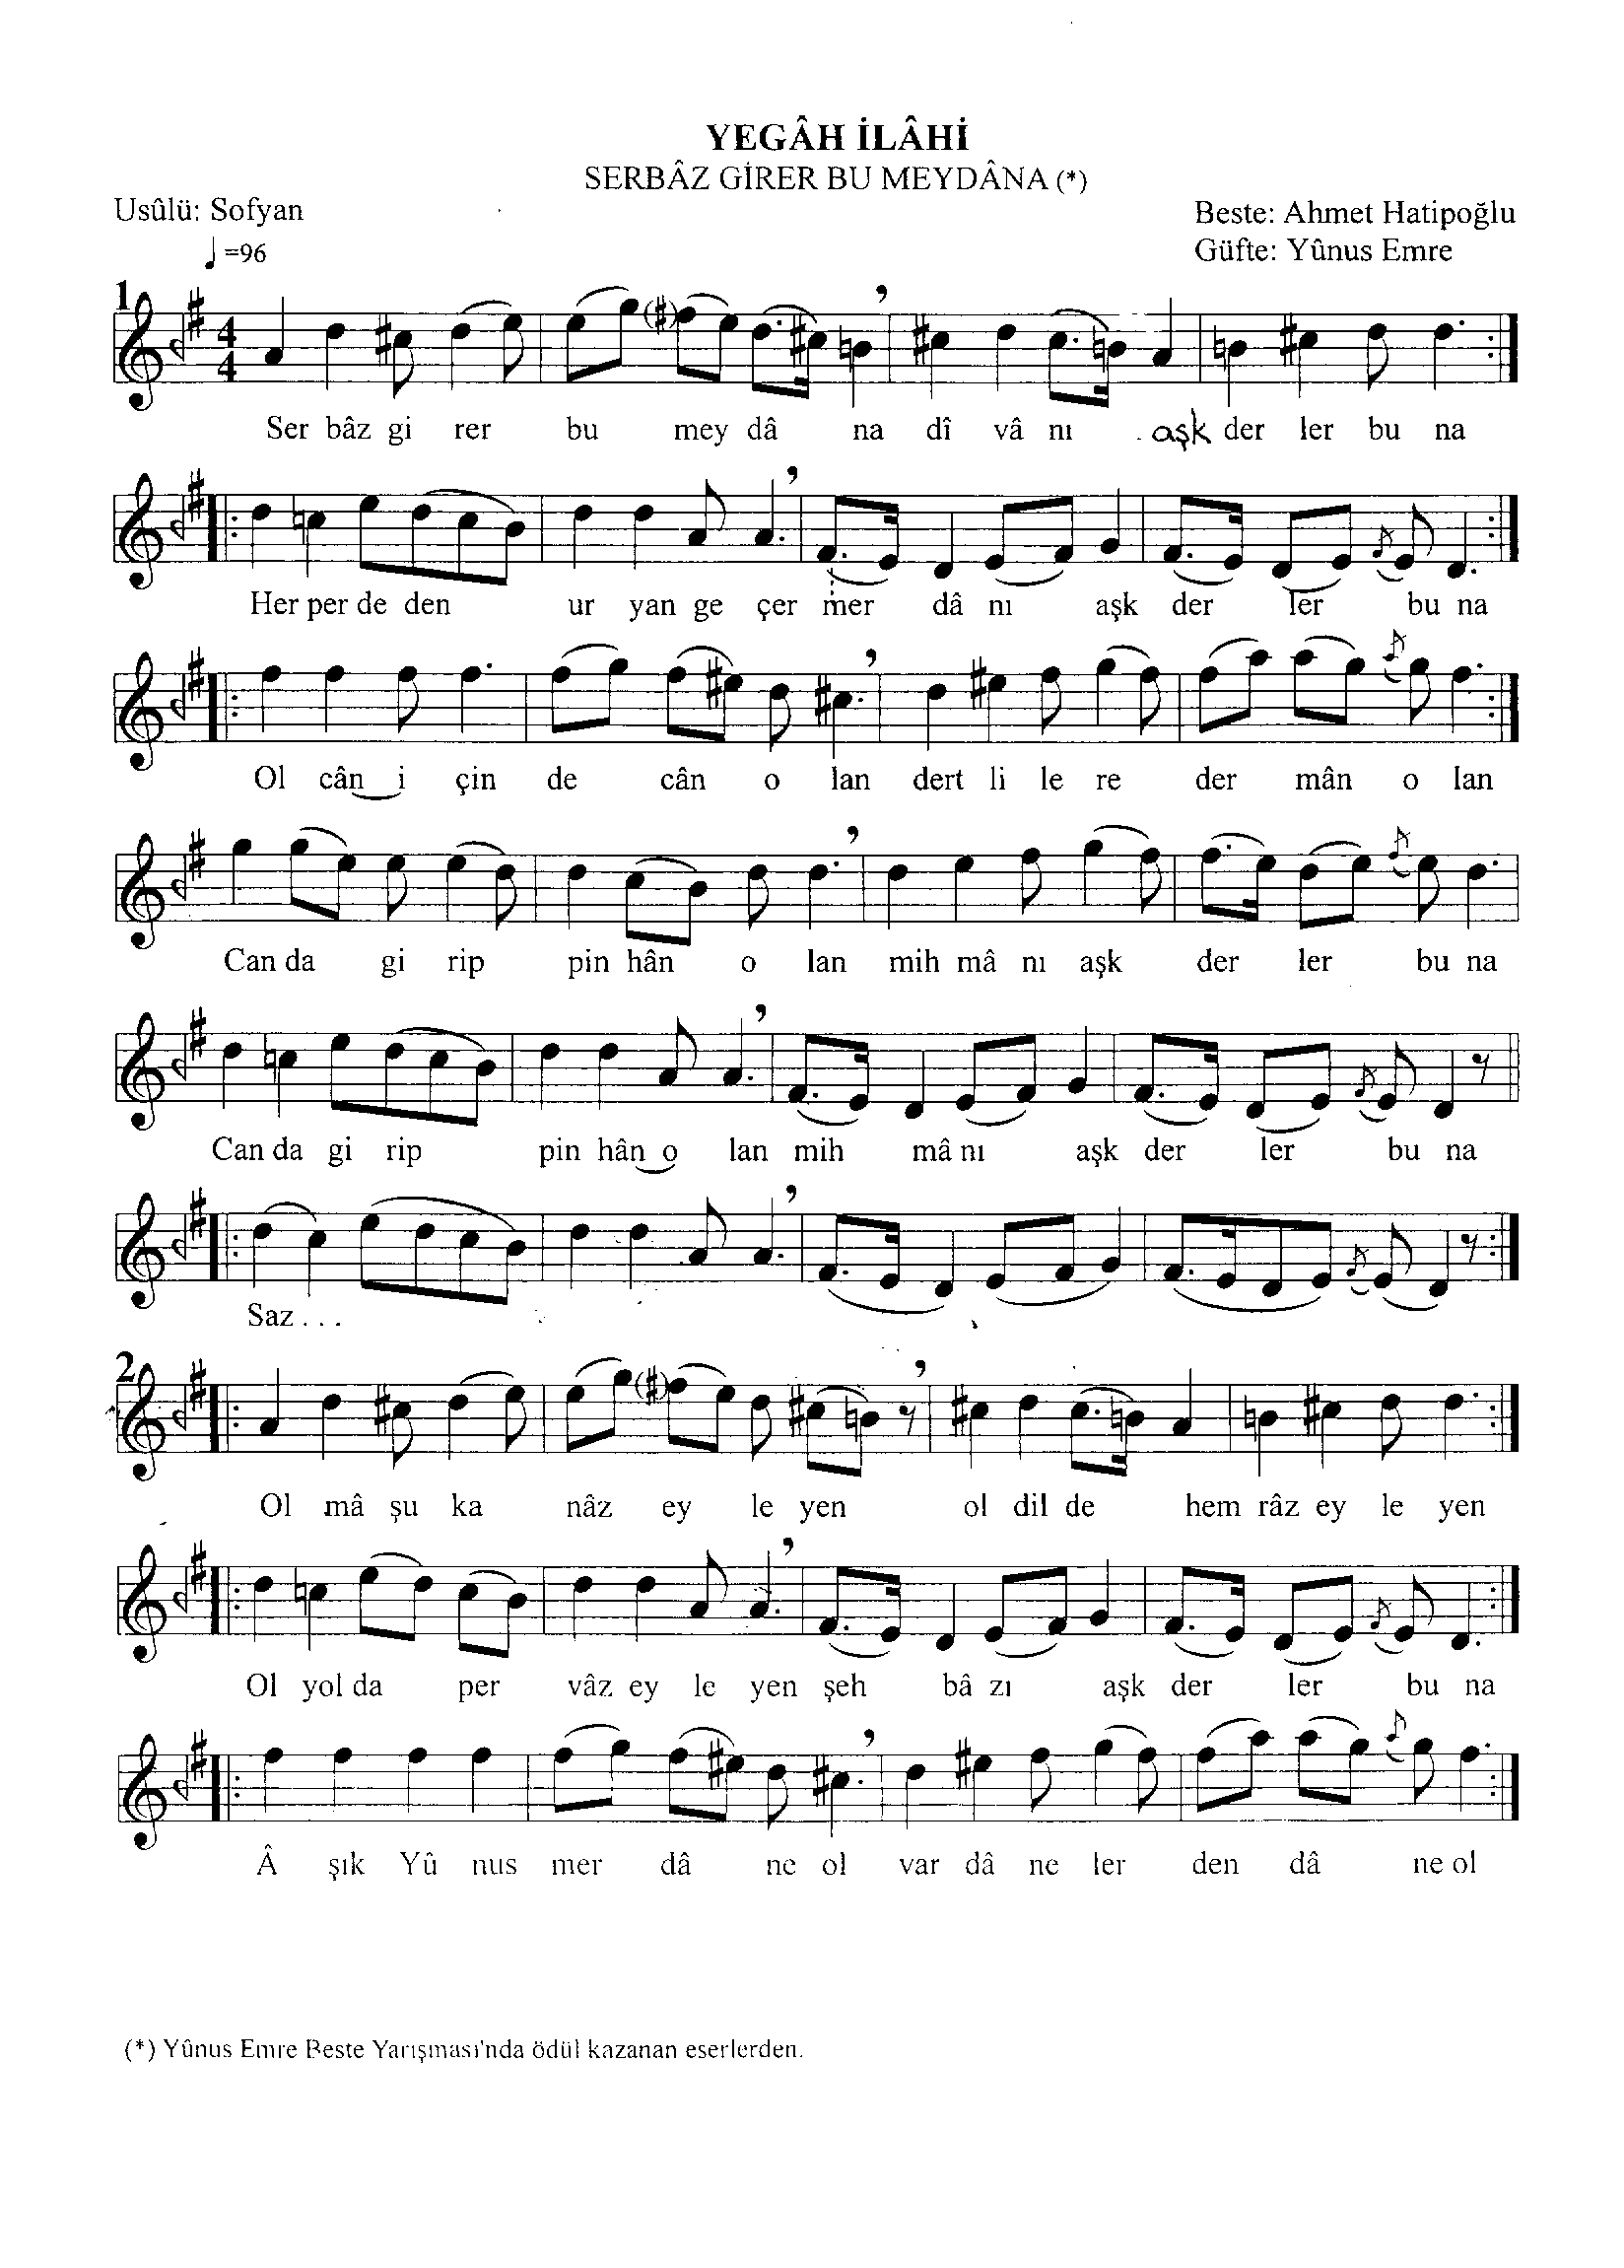 YEGÂH İLÂHİ
SERBÂZ GİRER BU MEYDÂNA (*)
Usûlü: Sofyan
Beste: Ahmet Hatipoğlu
=96
Güfte: Yûnus Emre
1
4
4
Ser bâz gi rer bu mey dâ na dî vâ nı aşk der ler bu na
Her per de den ur yan ge çer mer dâ nı aşk der ler bu na
Ol cân i çin de cân o lan dert li le re der mân o lan
Can da gi rip pin hân o lan mih mâ nı aşk der ler bu na
Can da gi rip pin hân o lan mih mâ nı aşk der ler bu na
Saz . . .
2
Ol mâ şu ka nâz ey le yen ol dil de hem râz ey le yen
Ol yol da per vâz ey le yen şeh bâ zı aşk der ler bu na
Â şık Yû nus mer dâ ne ol var dâ ne ler den dâ ne ol
(*) Yûnus Emre Beste Yarışması'nda ödül kazanan eserlerden.